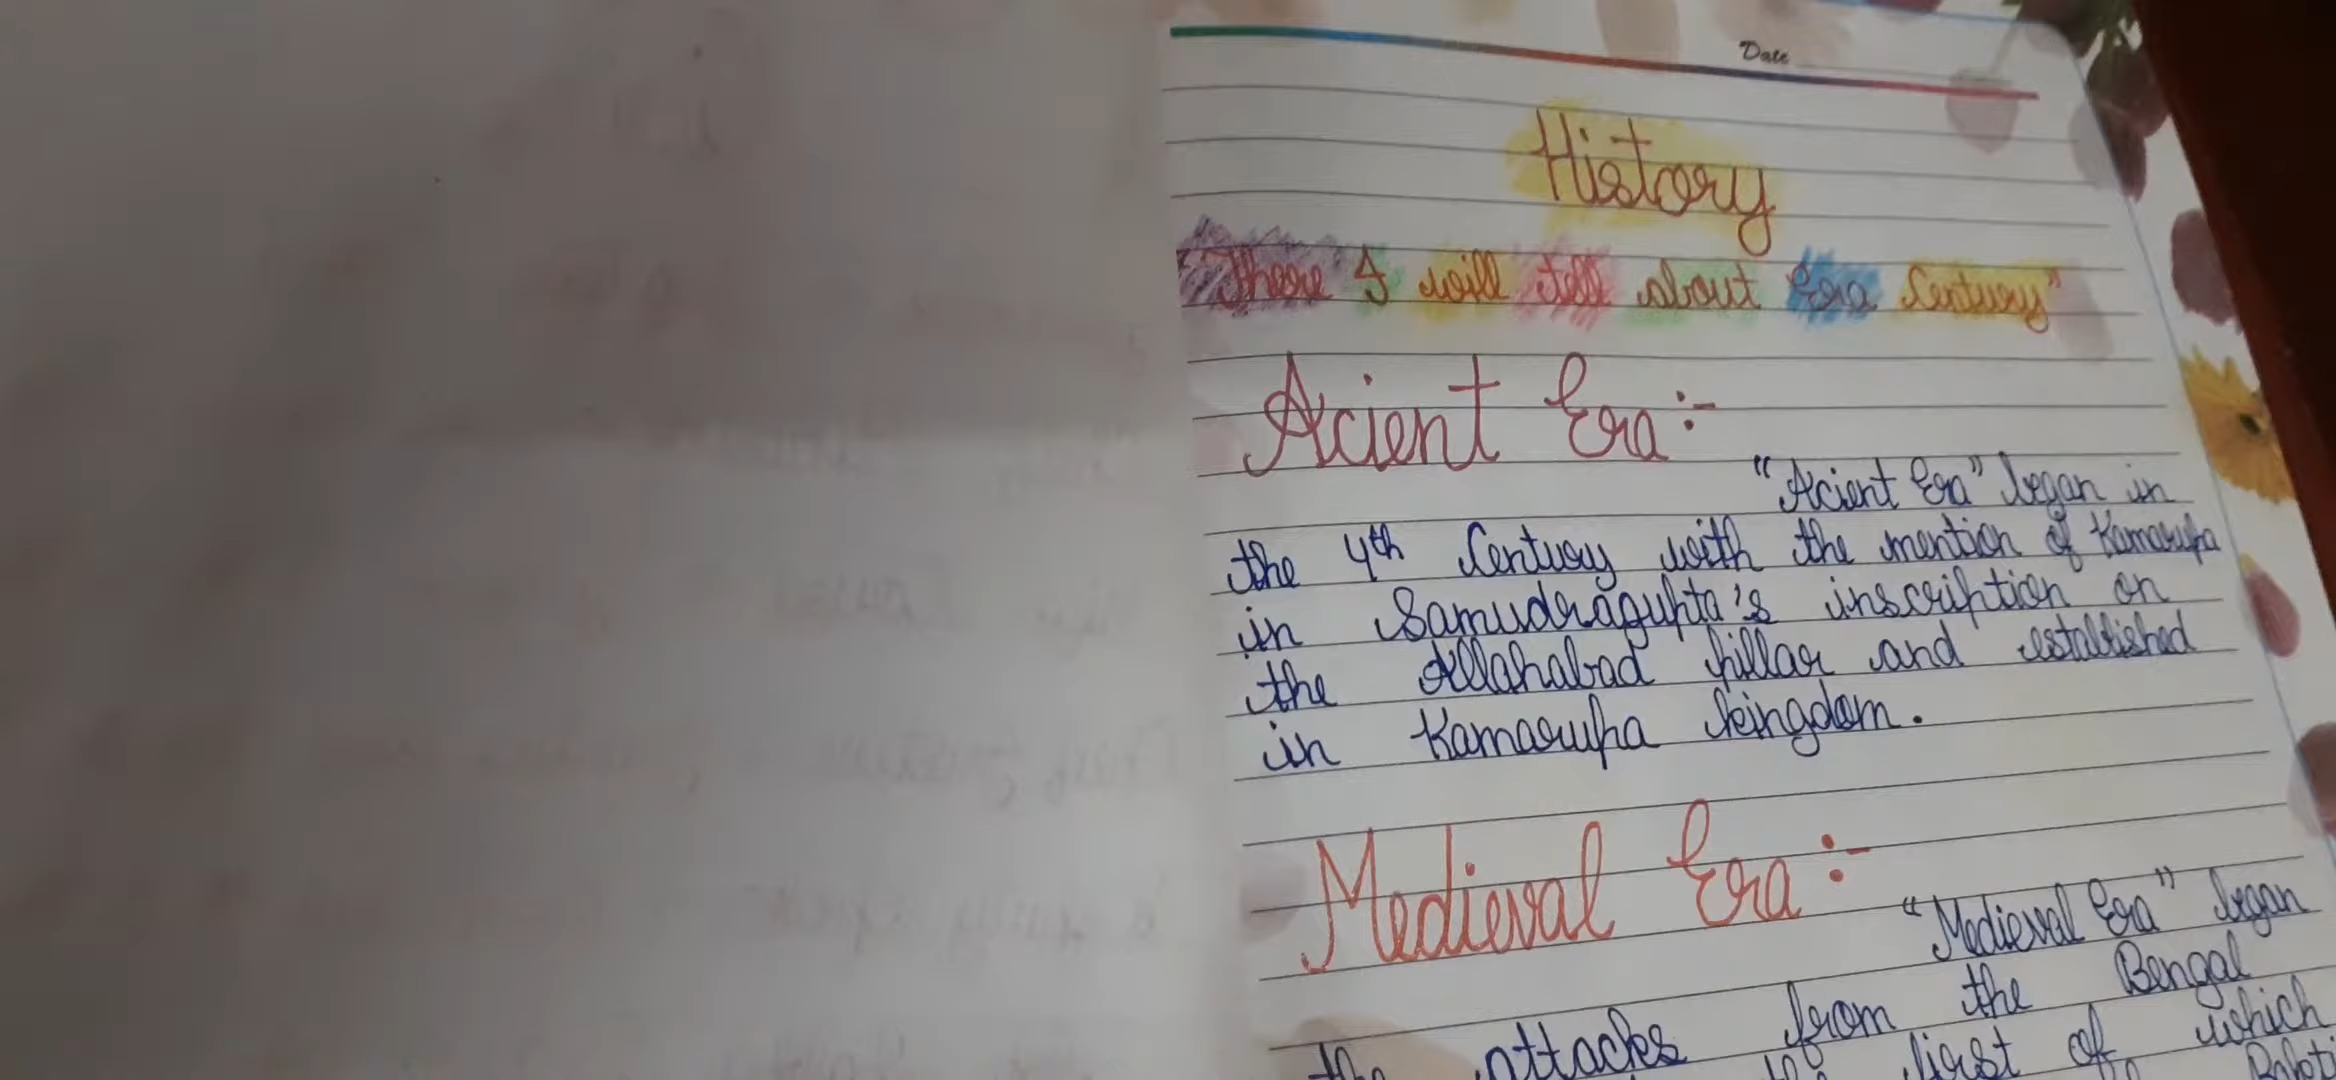 Date
History
"There I will tell about Era Century"
Acient Era:-
"Acient Era" began in
the 4th Century with the mention of Kamarupa
in Samudragupta's inscription on
the Allahabad pillar and established
in Kamarupa kingdom.
Medieval Era:-
"Medieval Era" began
the attacks from the Bengal
first of which